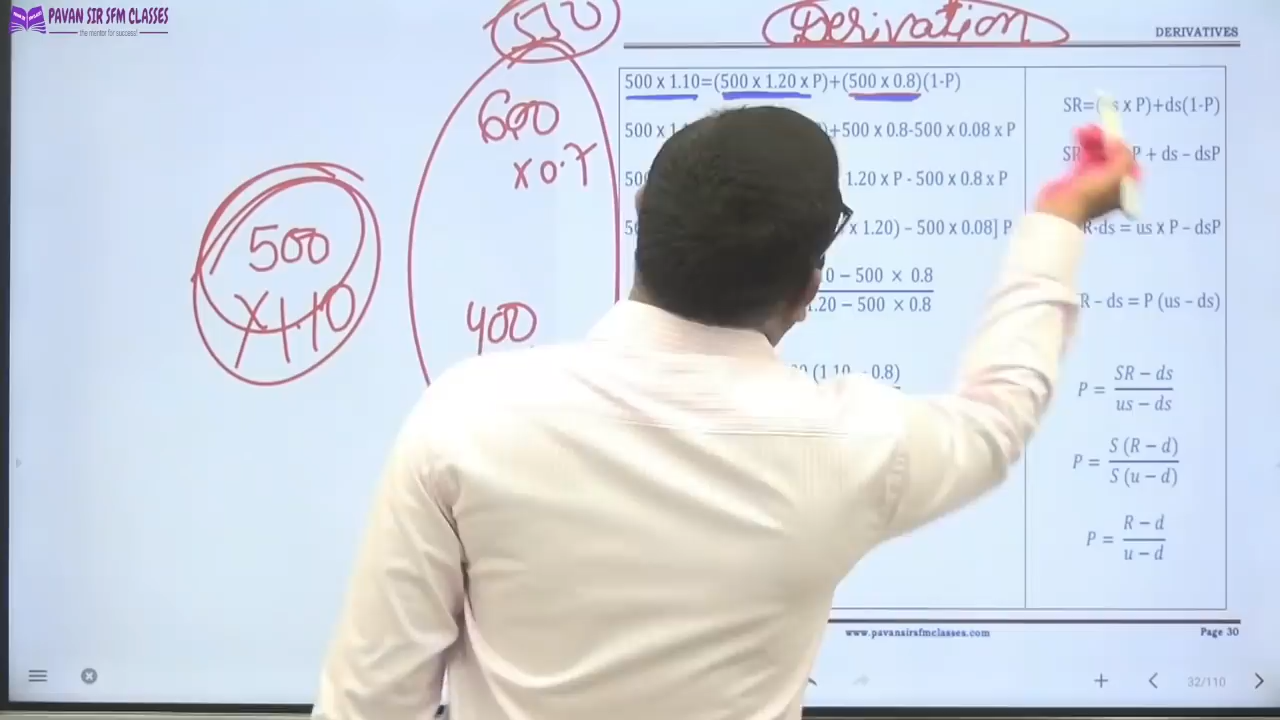 PAVAN SIR SFM CLASSES
the mentor for success!
550
Derivation
DERIVATIVES
600
x 0.7
500
x 1.10
400
500 x 1.10=(500 x 1.20 x P)+(500 x 0.8)(1-P)
500 x 1. )+500 x 0.8-500 x 0.08 x P
1.20 x P - 500 x 0.8 x P
x 1.20) – 500 x 0.08] P
0 – 500 × 0.8
.20 – 500 × 0.8
(1.10 - 0.8)
SR=( s x P)+ds(1-P)
SR P + ds – dsP
R-ds = us x P – dsP
R – ds = P (us – ds)
P = SR – ds
us – ds
P = S (R – d)
S (u – d)
P = R – d
u – d
www.pavansirsfmclasses.com
Page 30
32/110